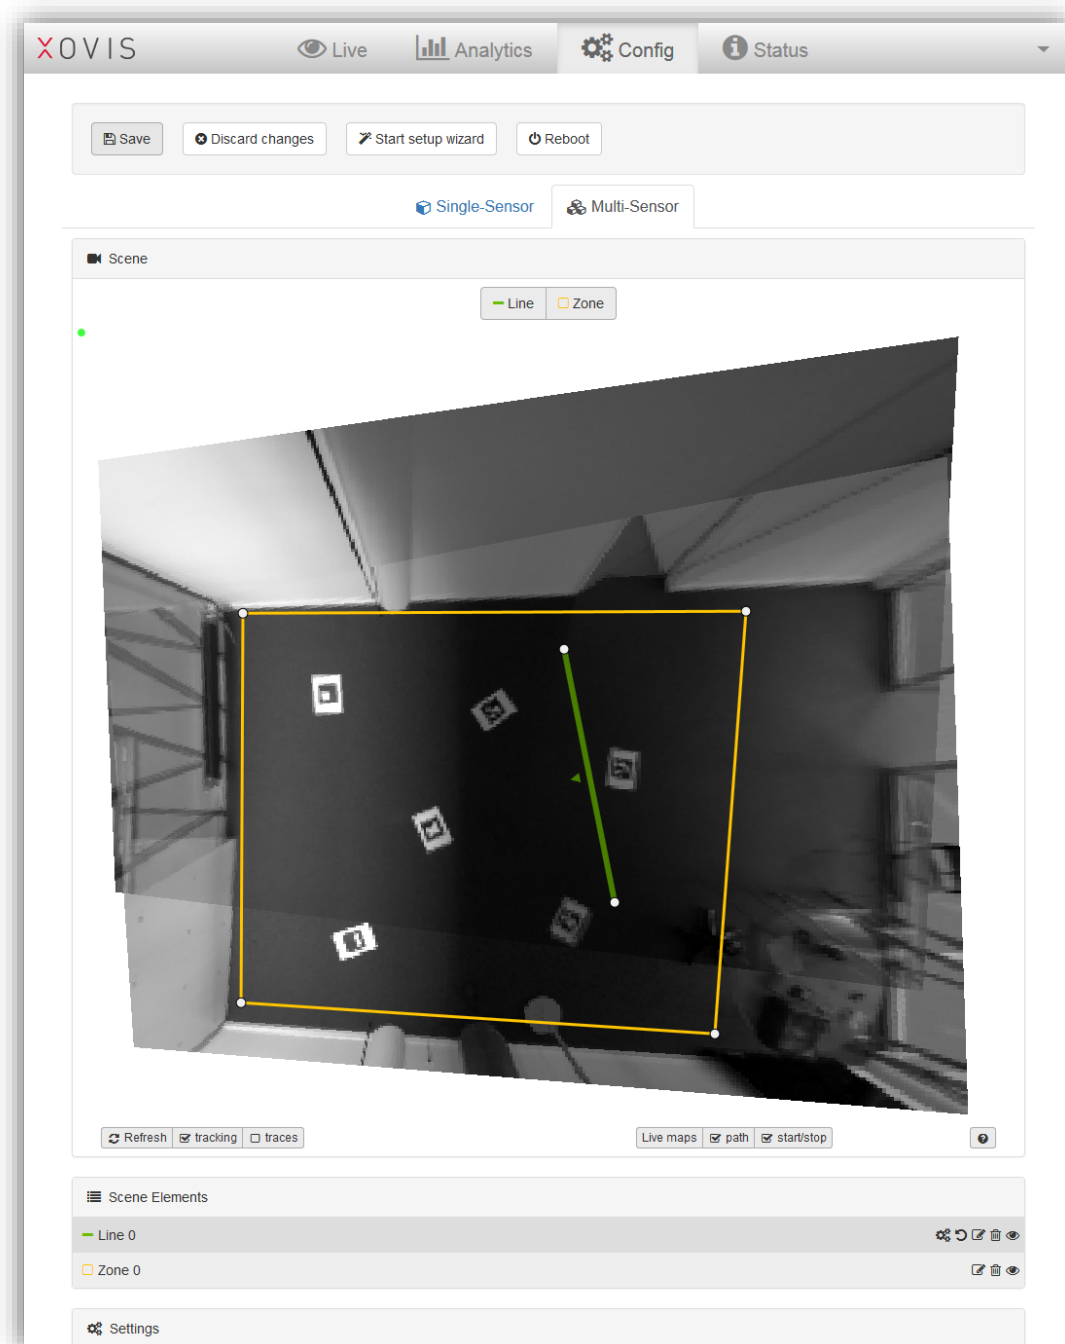 XOVIS Live Analytics Config Status
Save Discard changes Start setup wizard Reboot
Single-Sensor Multi-Sensor
Scene
Line Zone
Refresh tracking traces Live maps path start/stop
Scene Elements
Line 0
Zone 0
Settings